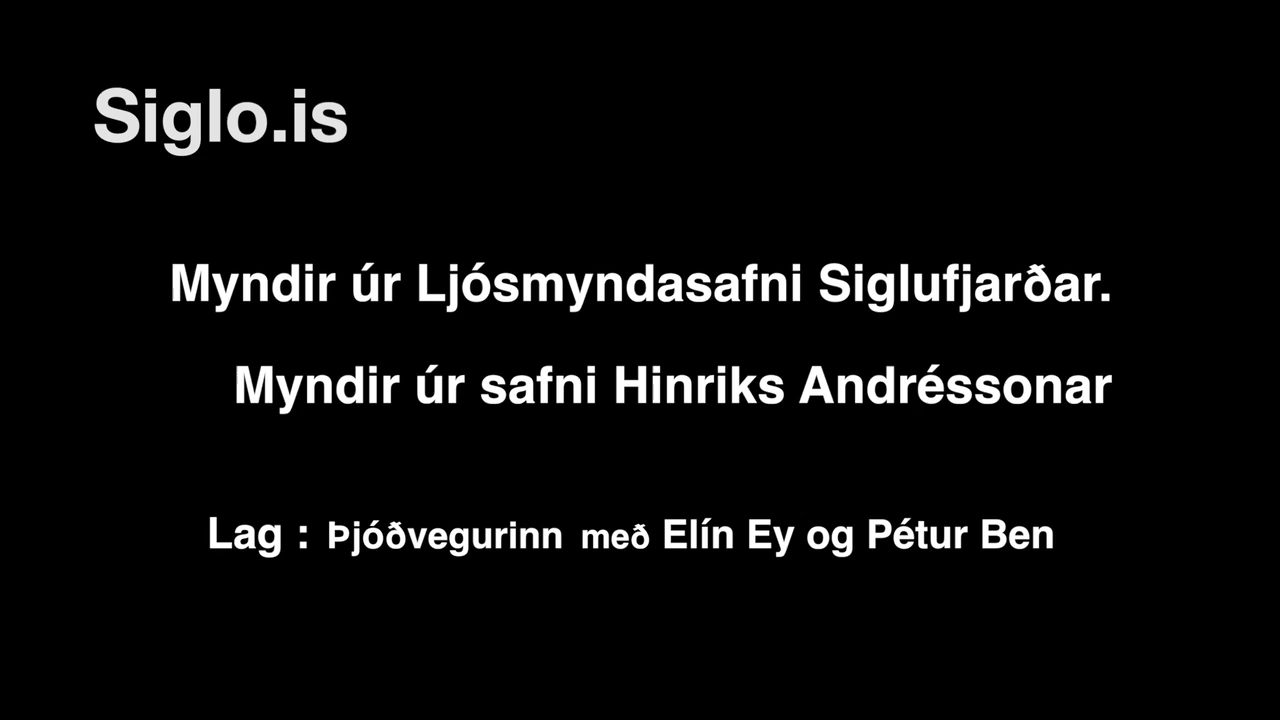 Siglo.is
Myndir úr Ljósmyndasafni Siglufjarðar.
Myndir úr safni Hinriks Andréssonar
Lag : Þjóðvegurinn með Elín Ey og Pétur Ben